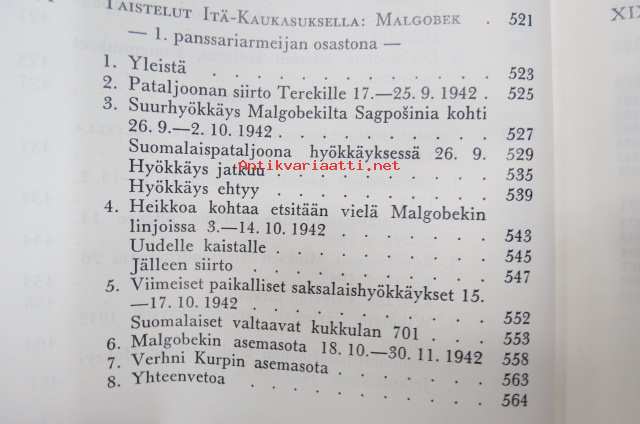 TAISTELUT ITÄ-KAUKASUKSELLA: MALGOBEK . 521
— 1. panssariarmeijan osastona —
1. Yleistä . . . . . . . . . . 523
2. Pataljoonan siirto Terekille 17.—25. 9. 1942 . 525
3. Suurhyökkäys Malgobekilta Sagpošinia kohti
26. 9.—2. 10. 1942 . . . . . . . 527
Suomalaispataljoona hyökkäyksessä 26. 9. 529
Hyökkäys jatkuu . . . . . . . 535
Antikvariaatti.net
Hyökkäys ehtyy . . . . . . . 539
4. Heikkoa kohtaa etsitään vielä Malgobekin
linjoissa 3.—14. 10. 1942 . . . . . 543
Uudelle kaistalle . . . . . . . 545
Jälleen siirto . . . . . . . . 547
5. Viimeiset paikalliset saksalaishyökkäykset 15.
—17. 10. 1942 . . . . . . . . 552
Suomalaiset valtaavat kukkulan 701 . . 553
6. Malgobekin asemasota 18. 10.—30. 11. 1942 558
7. Verhni Kurpin asemasota . . . . . 563
8. Yhteenvetoa . . . . . . . . 564